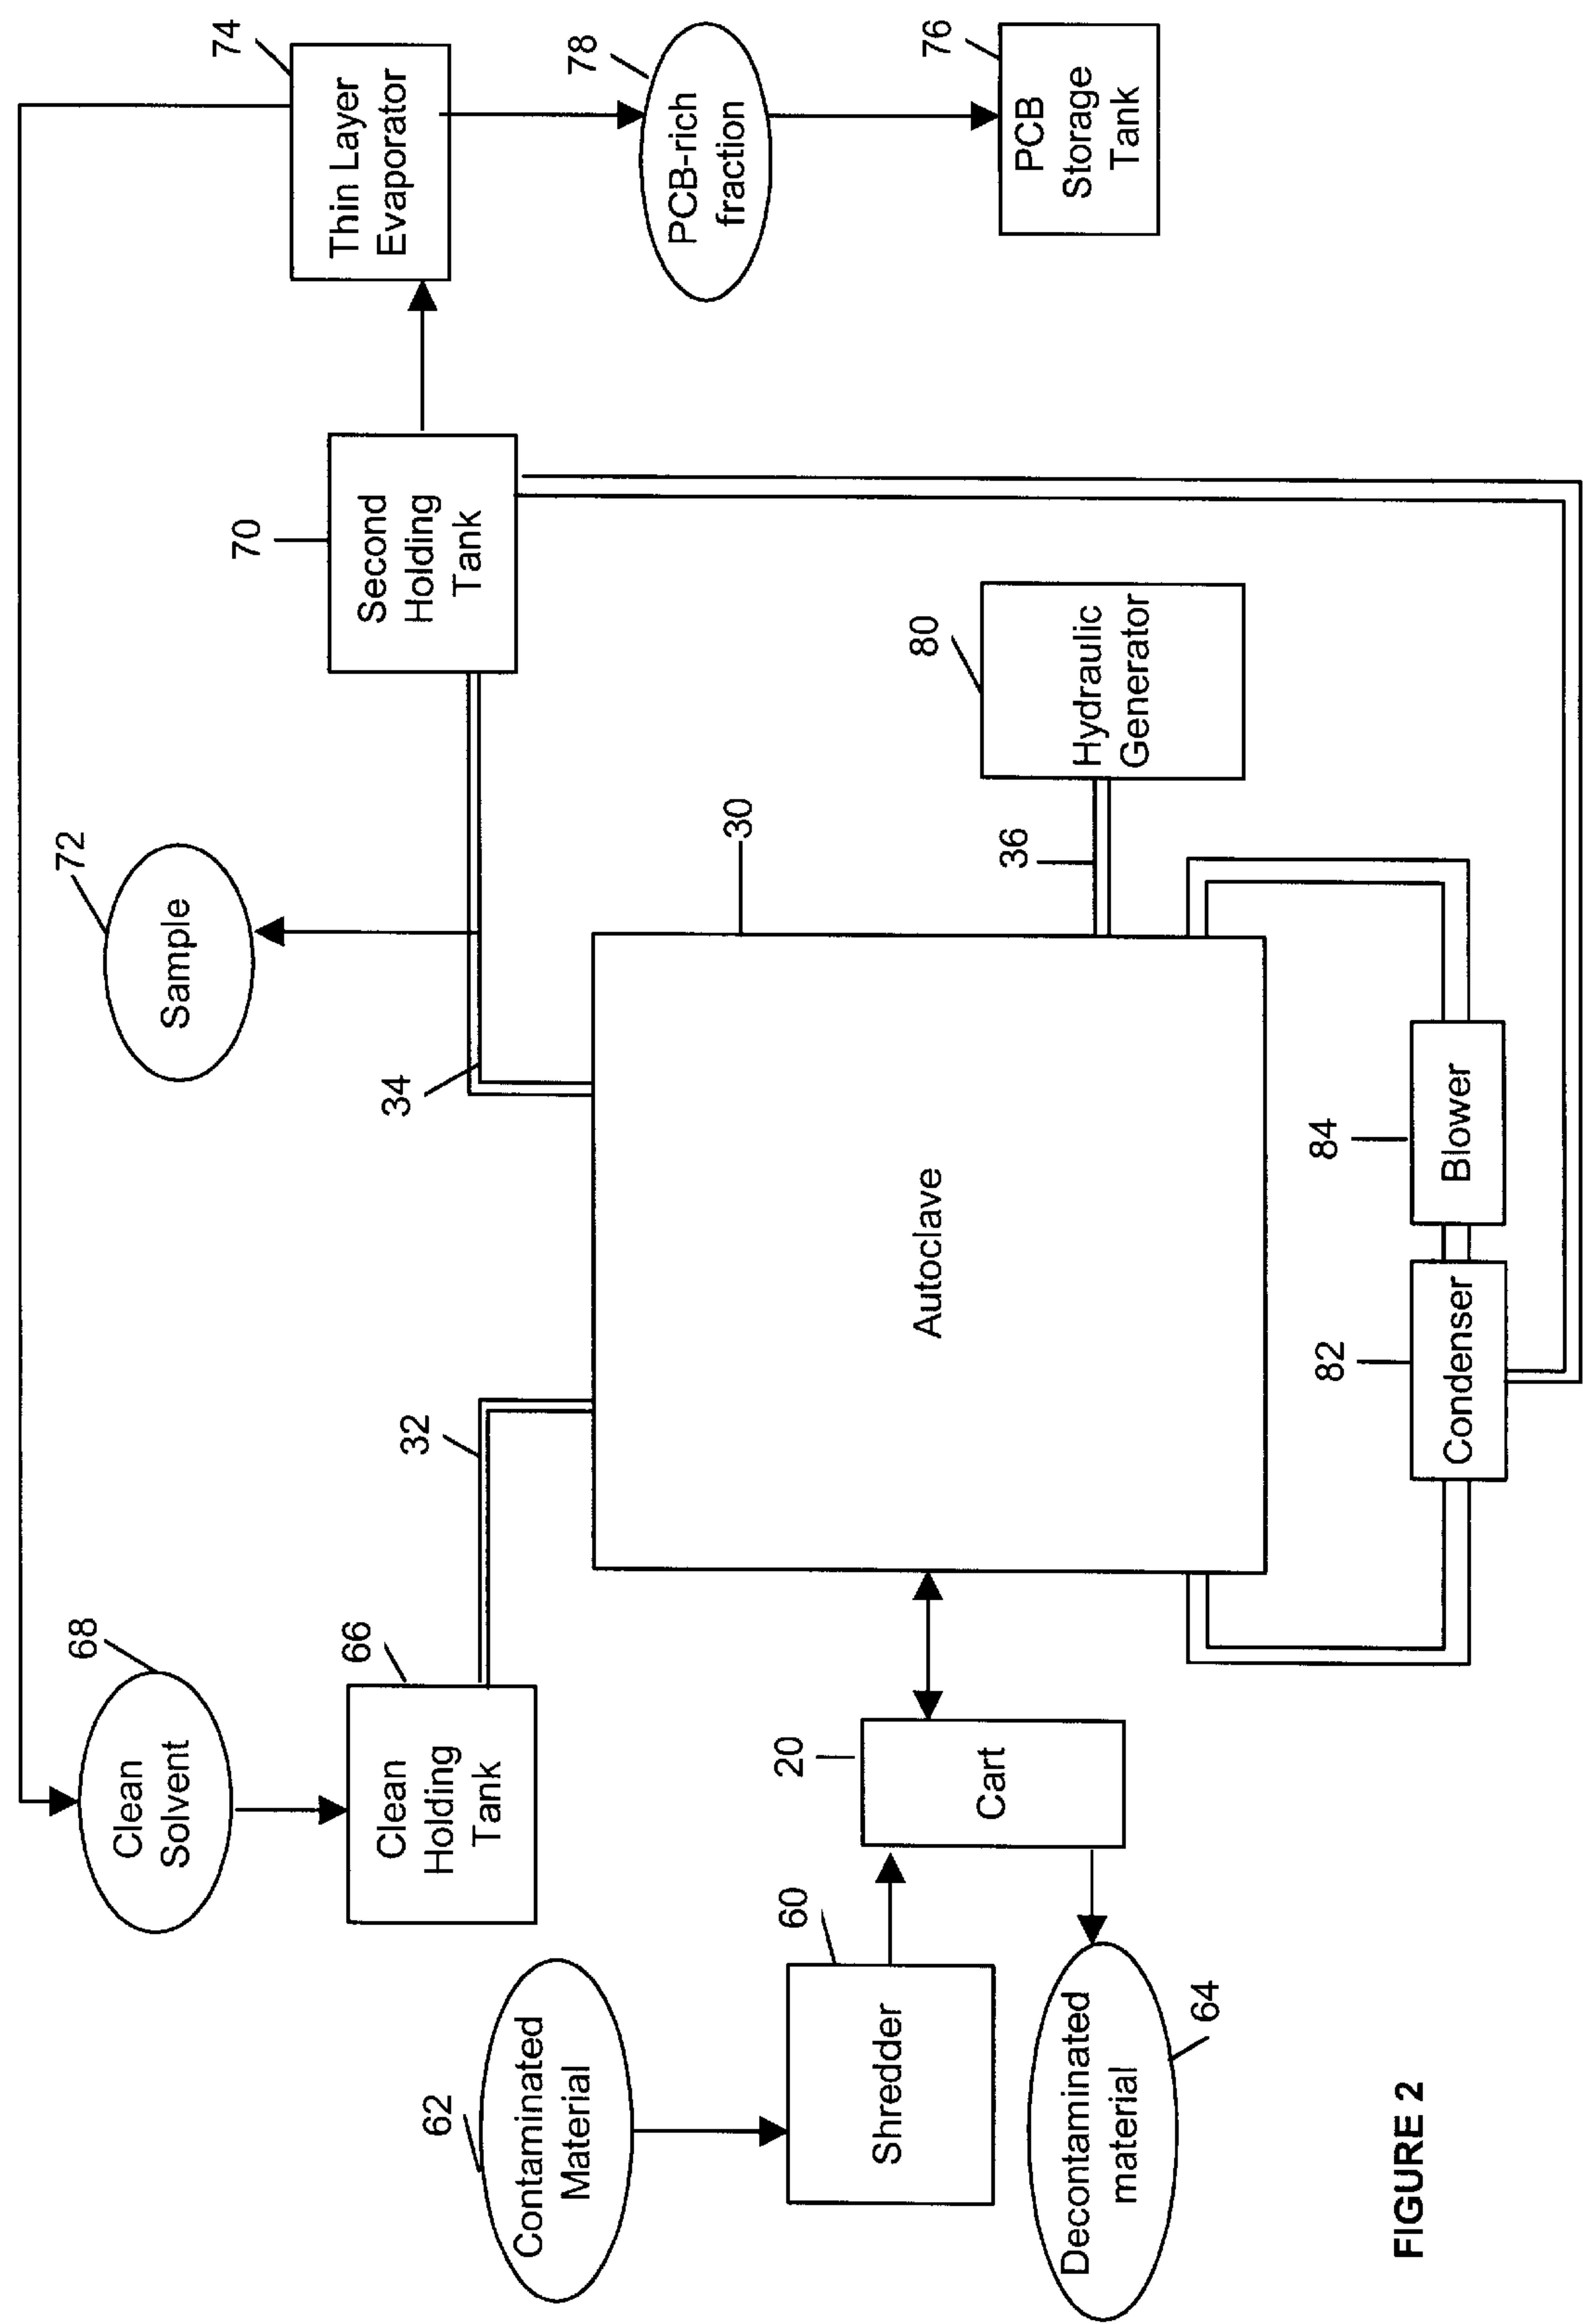 68
Clean
Solvent
72
Sample
74
Thin Layer
Evaporator
70
Second
Holding
Tank
66
Clean
Holding
Tank
32
34
78
PCB-rich
fraction
62
Contaminated
Material
30
Autoclave
60
Shredder
20
Cart
80
Hydraulic
Generator
36
76
PCB
Storage
Tank
Decontaminated
material
64
82
Condenser
84
Blower
FIGURE 2